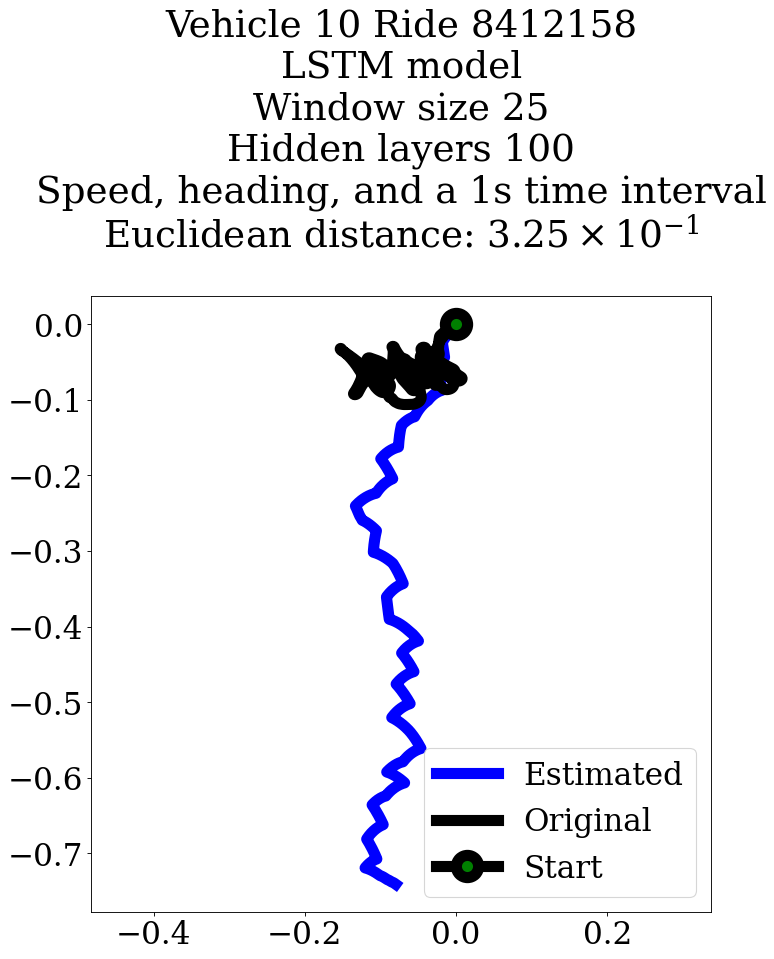 Vehicle 10 Ride 8412158
LSTM model
Window size 25
Hidden layers 100
Speed, heading, and a 1s time interval
Euclidean distance: 3.25 × 10⁻¹
0.0
−0.1
−0.2
−0.3
−0.4
−0.5
−0.6
−0.7
Estimated
Original
Start
−0.4 −0.2 0.0 0.2